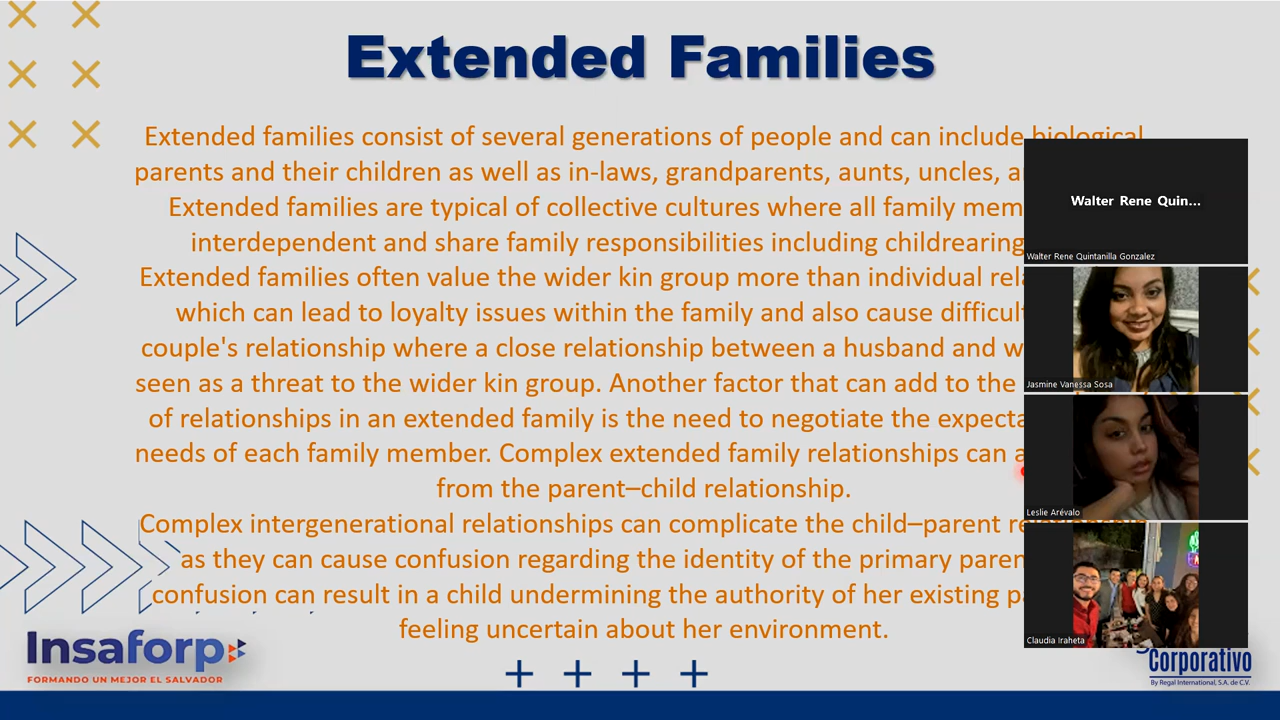 Extended Families
Extended families consist of several generations of people and can include biological
parents and their children as well as in-laws, grandparents, aunts, uncles,
Extended families are typical of collective cultures where all family
interdependent and share family responsibilities including childrearing
Extended families often value the wider kin group more than individual
which can lead to loyalty issues within the family and also cause
couple's relationship where a close relationship between a husband and
seen as a threat to the wider kin group. Another factor that can add to the
of relationships in an extended family is the need to negotiate the
needs of each family member. Complex extended family relationships can
from the parent–child relationship.
Complex intergenerational relationships can complicate the child–parent relationship
as they can cause confusion regarding the identity of the primary
confusion can result in a child undermining the authority of her existing
feeling uncertain about her environment.
Walter Rene Quin...
Walter Rene Quintanilla Gonzalez
Jasmine Vanessa Sosa
Leslie Arévalo
Claudia Iraheta
Insaforp
FORMANDO UN MEJOR EL SALVADOR
Corporativo
By Regal International, S.A. de C.V.